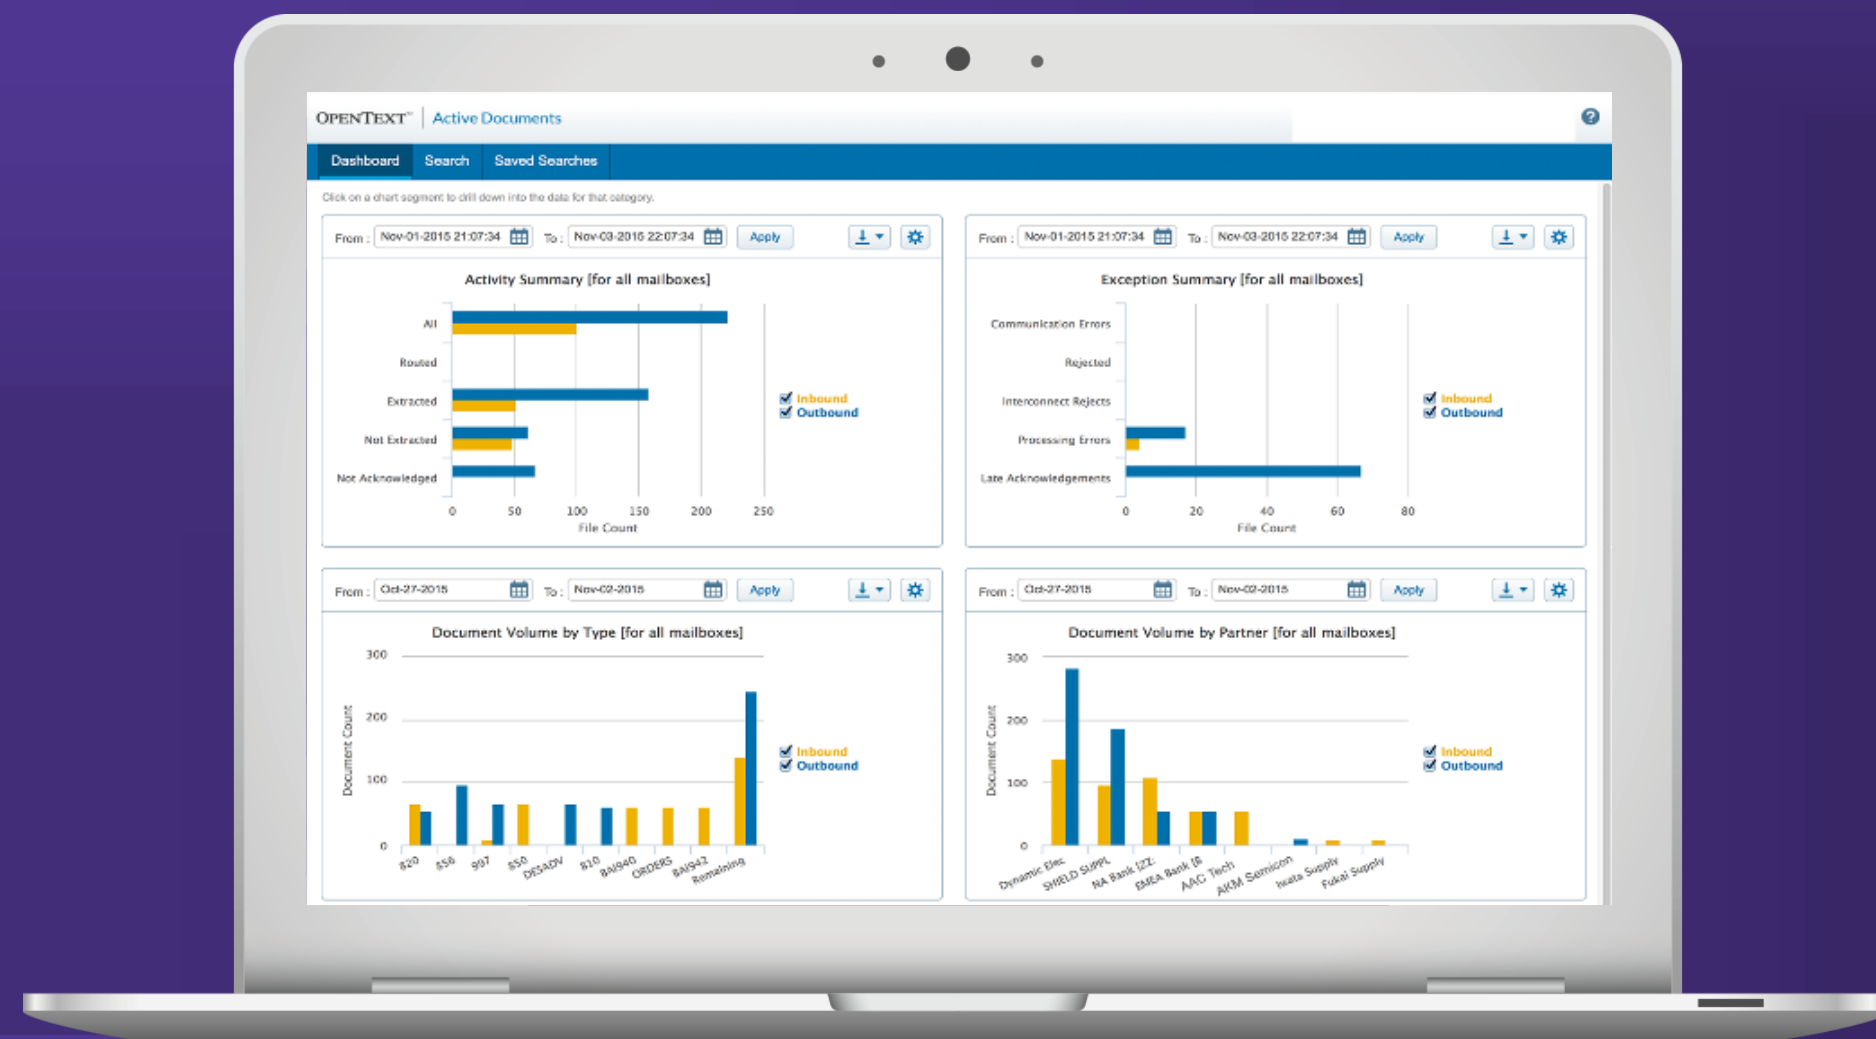 OPENTEXT™ | Active Documents
?
Dashboard Search Saved Searches
Click on a chart segment to drill down into the data for that category.
From : Nov-01-2015 21:07:34 To : Nov-03-2015 22:07:34 Apply
Activity Summary [for all mailboxes]
All
Routed
Extracted
Not Extracted
Not Acknowledged
0 50 100 150 200 250
File Count
Inbound
Outbound
From : Nov-01-2015 21:07:34 To : Nov-03-2015 22:07:34 Apply
Exception Summary [for all mailboxes]
Communication Errors
Rejected
Interconnect Rejects
Processing Errors
Late Acknowledgements
0 20 40 60 80
File Count
Inbound
Outbound
From : Oct-27-2015 To : Nov-02-2015 Apply
Document Volume by Type [for all mailboxes]
Document Count
300
200
100
0
820 856 997 850 DESADV 810 BAI940 ORDERS BAI942 Remaining
Inbound
Outbound
From : Oct-27-2015 To : Nov-02-2015 Apply
Document Volume by Partner [for all mailboxes]
Document Count
300
200
100
0
Dynamic Elec SHIELD SUPPL NA Bank [ZZ: EMEA Bank [8 AAG Tech AKM Semicon Iwata Supply Fukai Supply
Inbound
Outbound